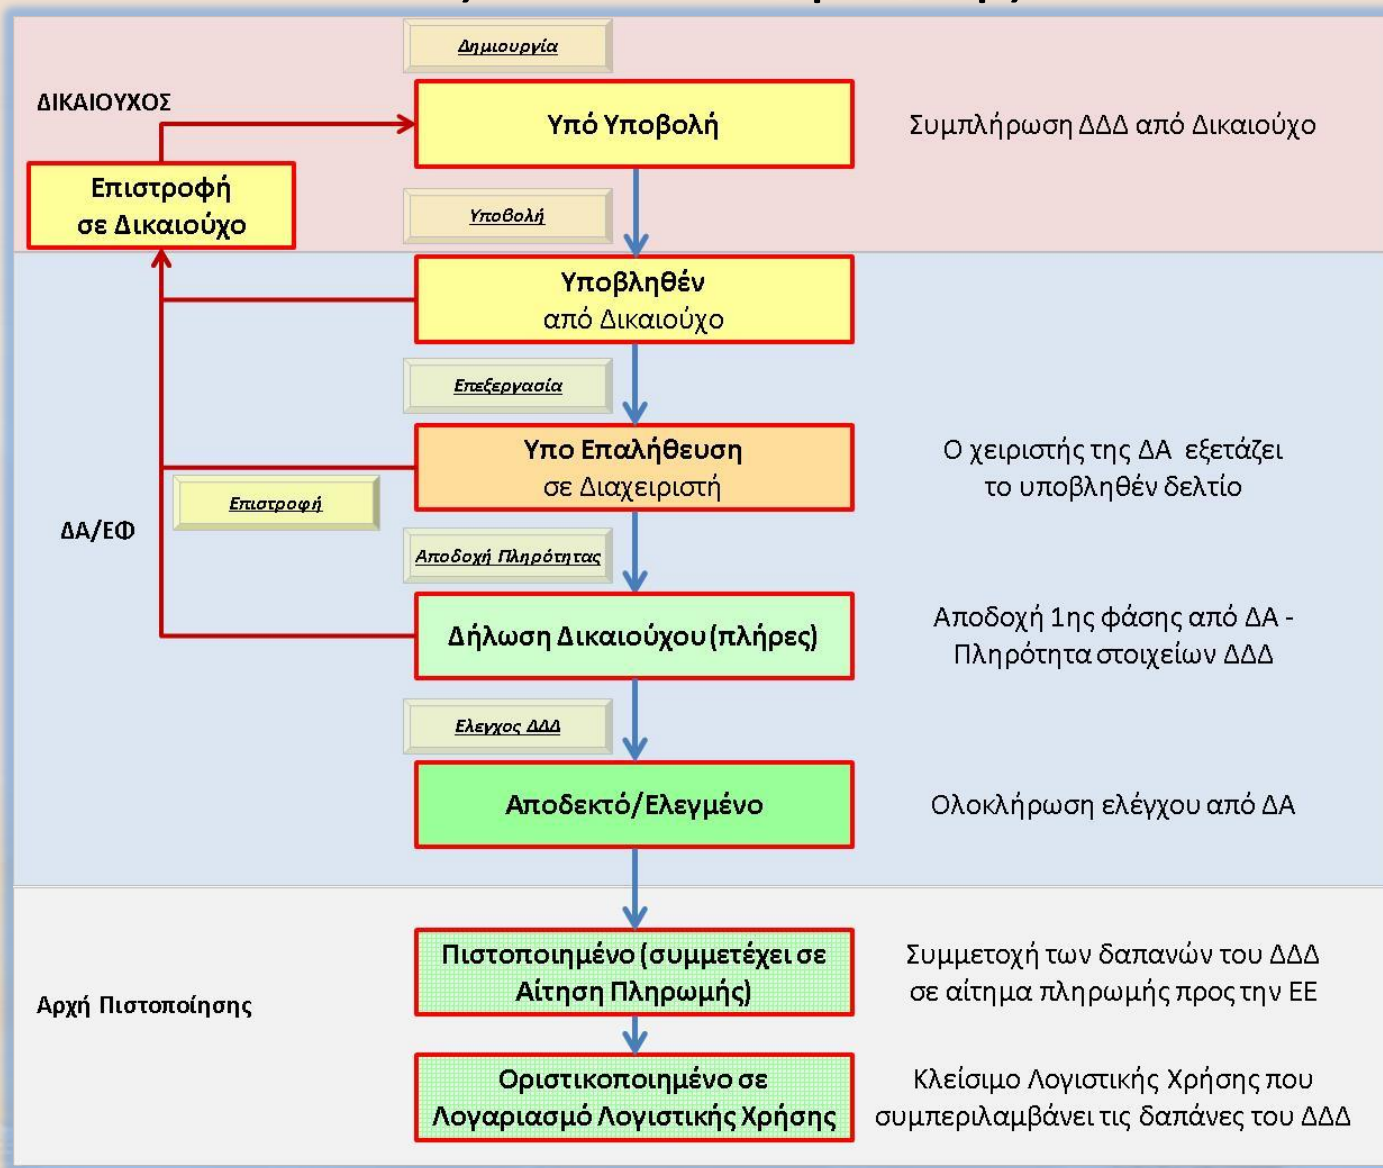 Δημιουργία
ΔΙΚΑΙΟΥΧΟΣ
Υπό Υποβολή
Συμπλήρωση ΔΔΔ από Δικαιούχο
Επιστροφή
σε Δικαιούχο
Υποβολή
Υποβληθέν
από Δικαιούχο
Επεξεργασία
Υπο Επαλήθευση
σε Διαχειριστή
Ο χειριστής της ΔΑ εξετάζει
το υποβληθέν δελτίο
Επιστροφή
ΔΑ/ΕΦ
Αποδοχή Πληρότητας
Δήλωση Δικαιούχου (πλήρες)
Αποδοχή 1ης φάσης από ΔΑ -
Πληρότητα στοιχείων ΔΔΔ
Ελεγχος ΔΔΔ
Αποδεκτό/Ελεγμένο
Ολοκλήρωση ελέγχου από ΔΑ
Πιστοποιημένο (συμμετέχει σε
Αίτηση Πληρωμής)
Συμμετοχή των δαπανών του ΔΔΔ
σε αίτημα πληρωμής προς την ΕΕ
Αρχή Πιστοποίησης
Οριστικοποιημένο σε
Λογαριασμό Λογιστικής Χρήσης
Κλείσιμο Λογιστικής Χρήσης που
συμπεριλαμβάνει τις δαπάνες του ΔΔΔ